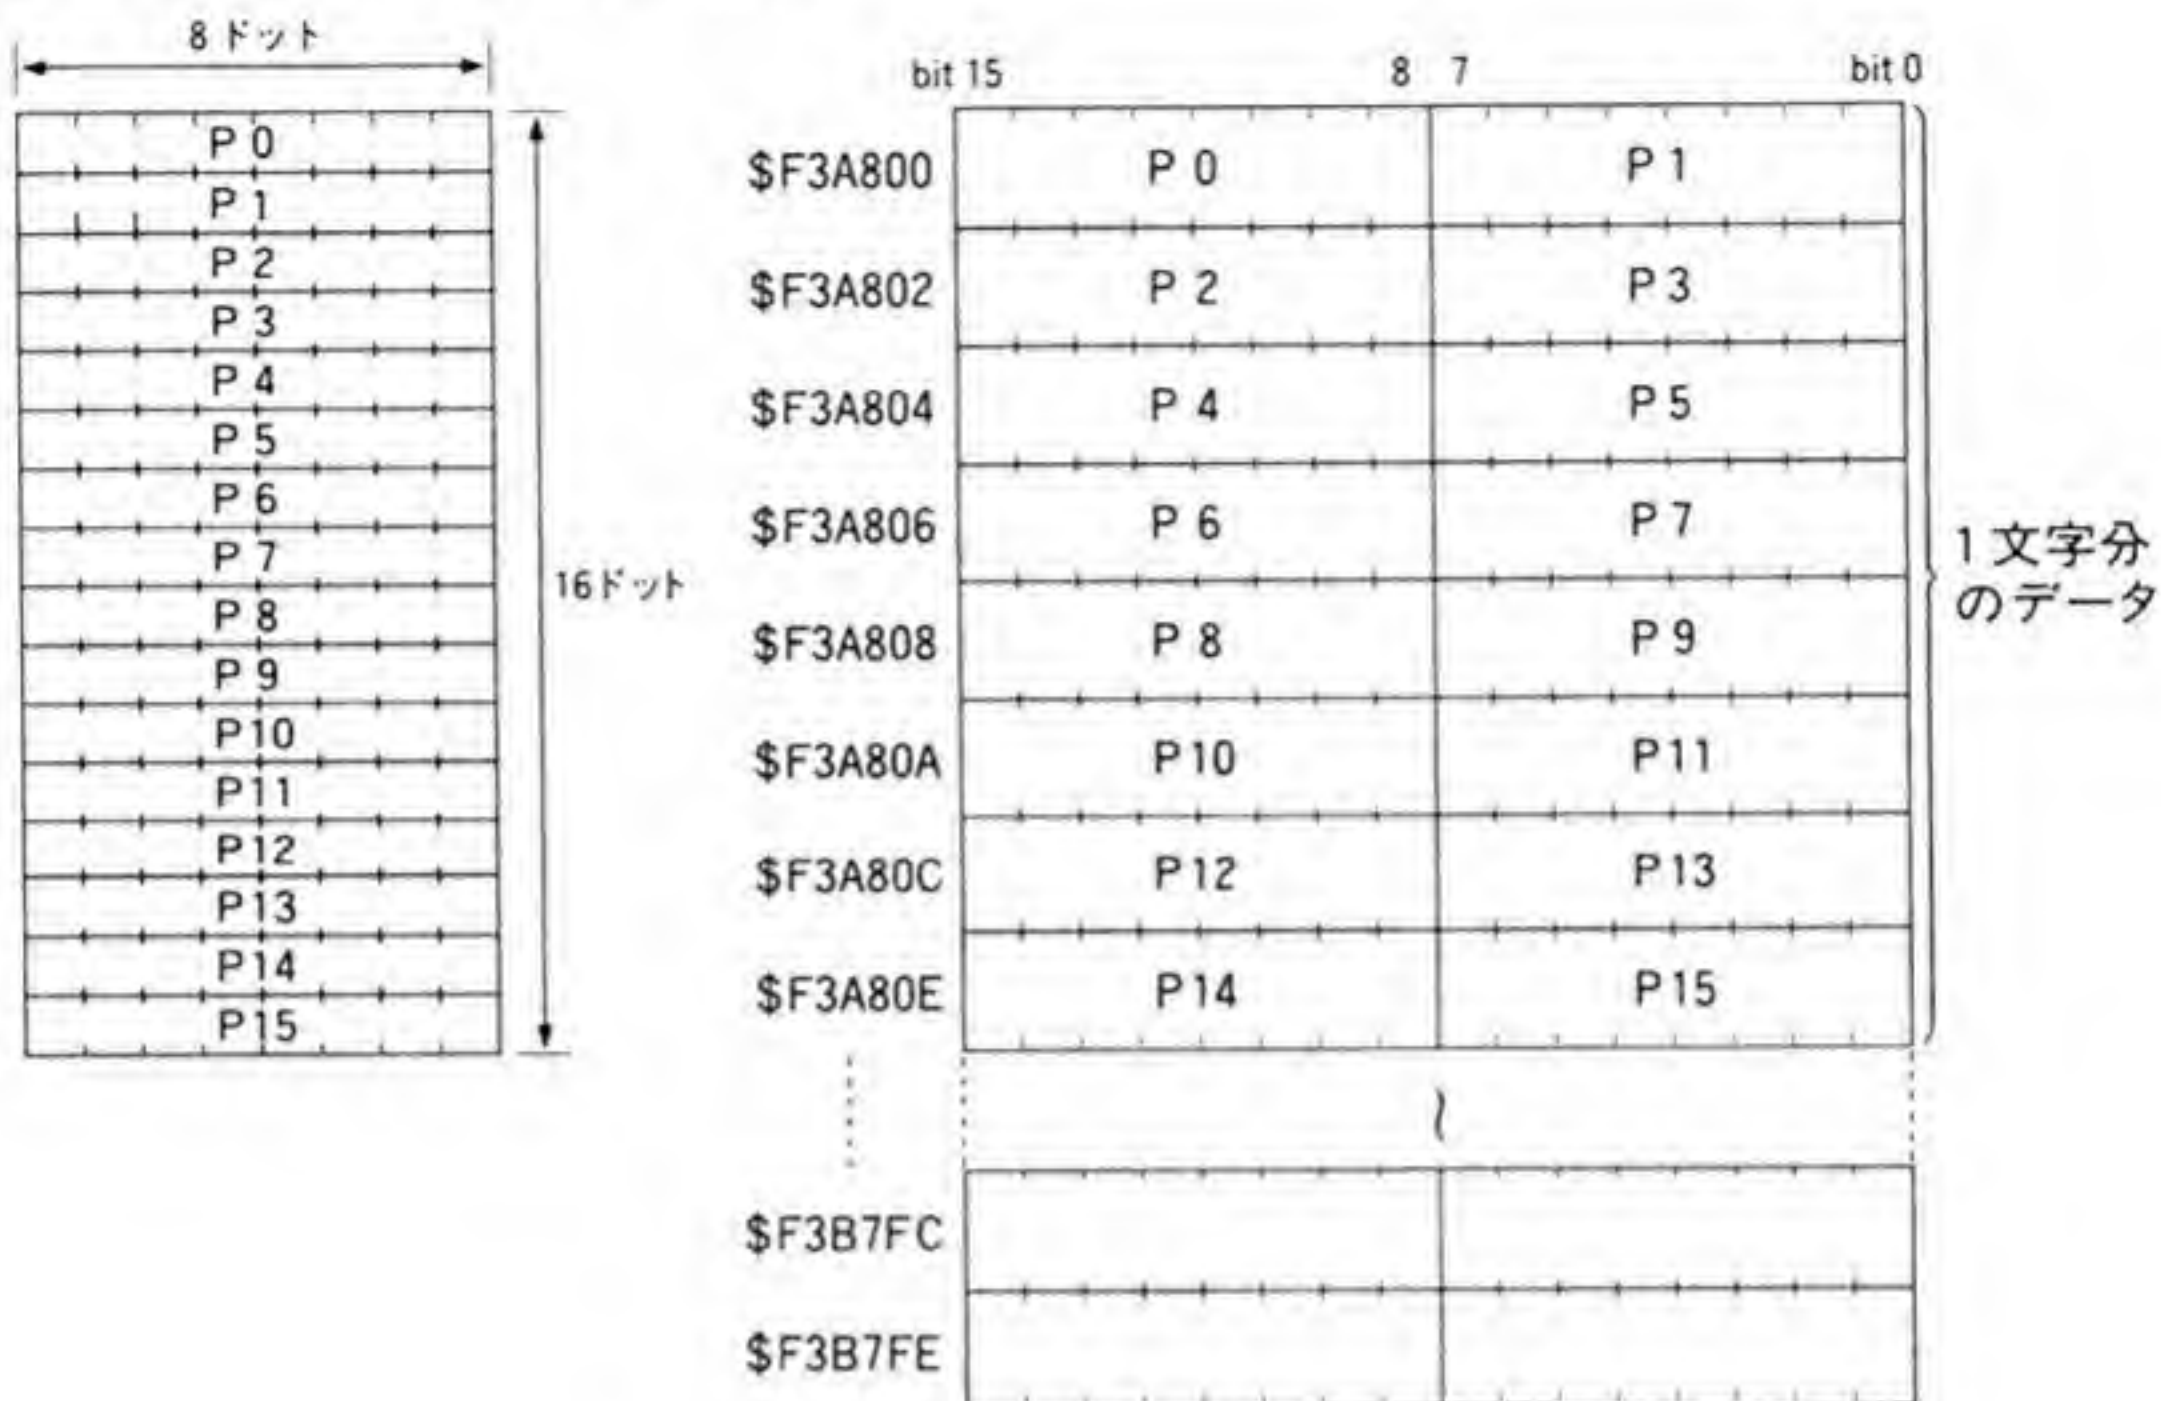 8ドット
P 0
P 1
P 2
P 3
P 4
P 5
P 6
P 7
P 8
P 9
P10
P11
P12
P13
P14
P15
16ドット
bit 15 8 7 bit 0
$F3A800 P 0 P 1
$F3A802 P 2 P 3
$F3A804 P 4 P 5
$F3A806 P 6 P 7
$F3A808 P 8 P 9
$F3A80A P10 P11
$F3A80C P12 P13
$F3A80E P14 P15
1文字分
のデータ
$F3B7FC
$F3B7FE